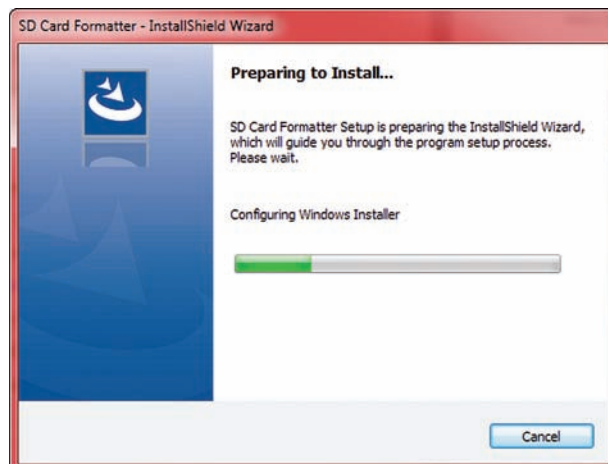 SD Card Formatter - InstallShield Wizard
Preparing to Install...
SD Card Formatter Setup is preparing the InstallShield Wizard,
which will guide you through the program setup process.
Please wait.
Configuring Windows Installer
Cancel